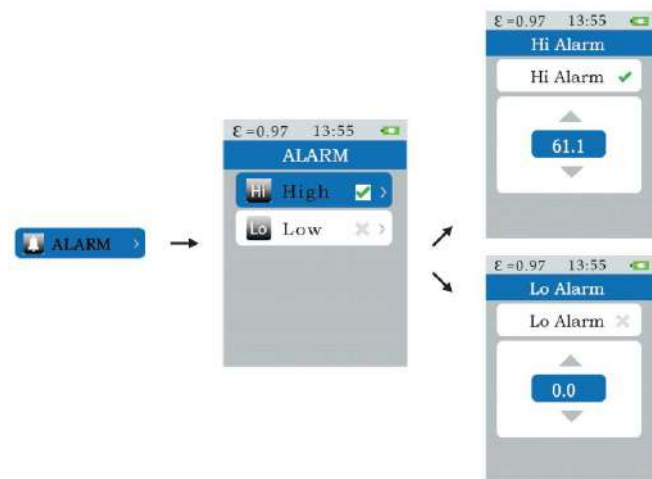 ALARM
ε=0.97 13:55
ALARM
Hi High
Lo Low
ε=0.97 13:55
Hi Alarm
Hi Alarm
61.1
ε=0.97 13:55
Lo Alarm
Lo Alarm
0.0